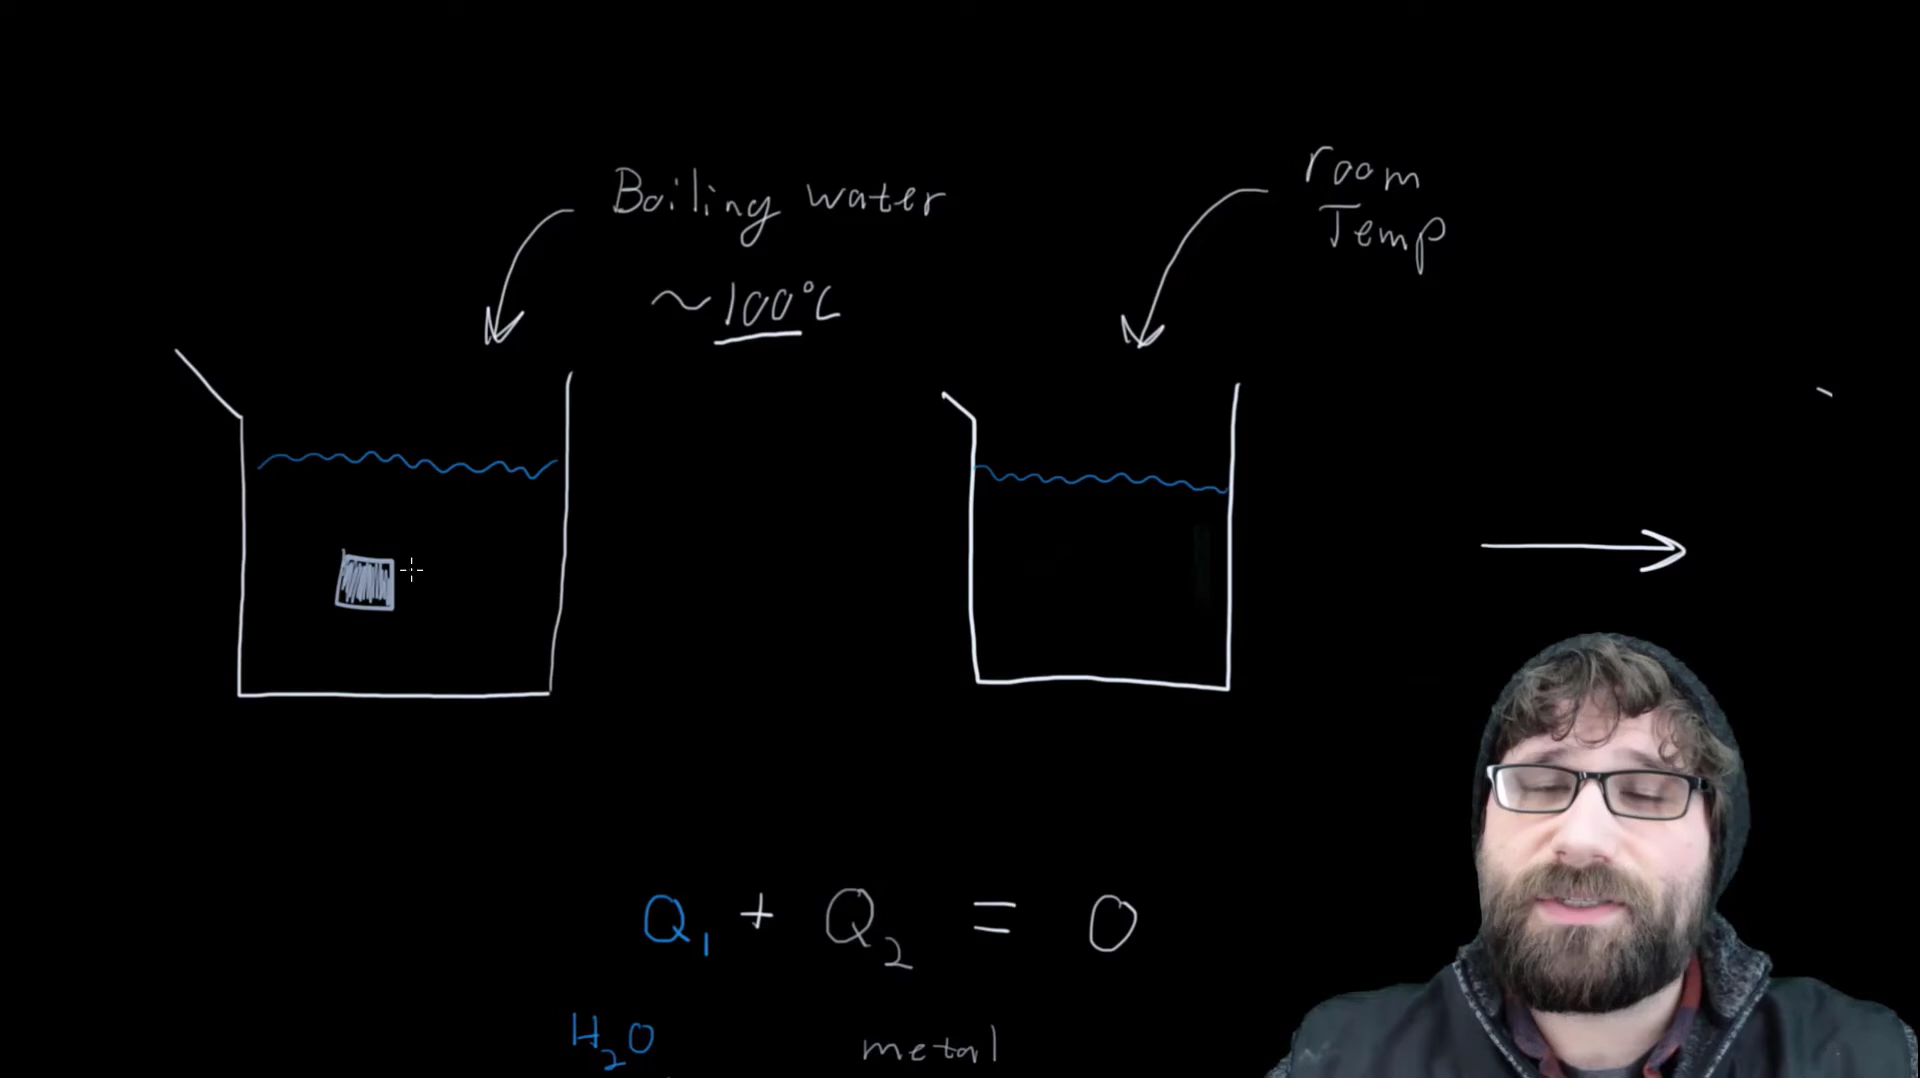 Boiling water
~100°C
room
Temp
Q₁ + Q₂ = 0
H₂O metal